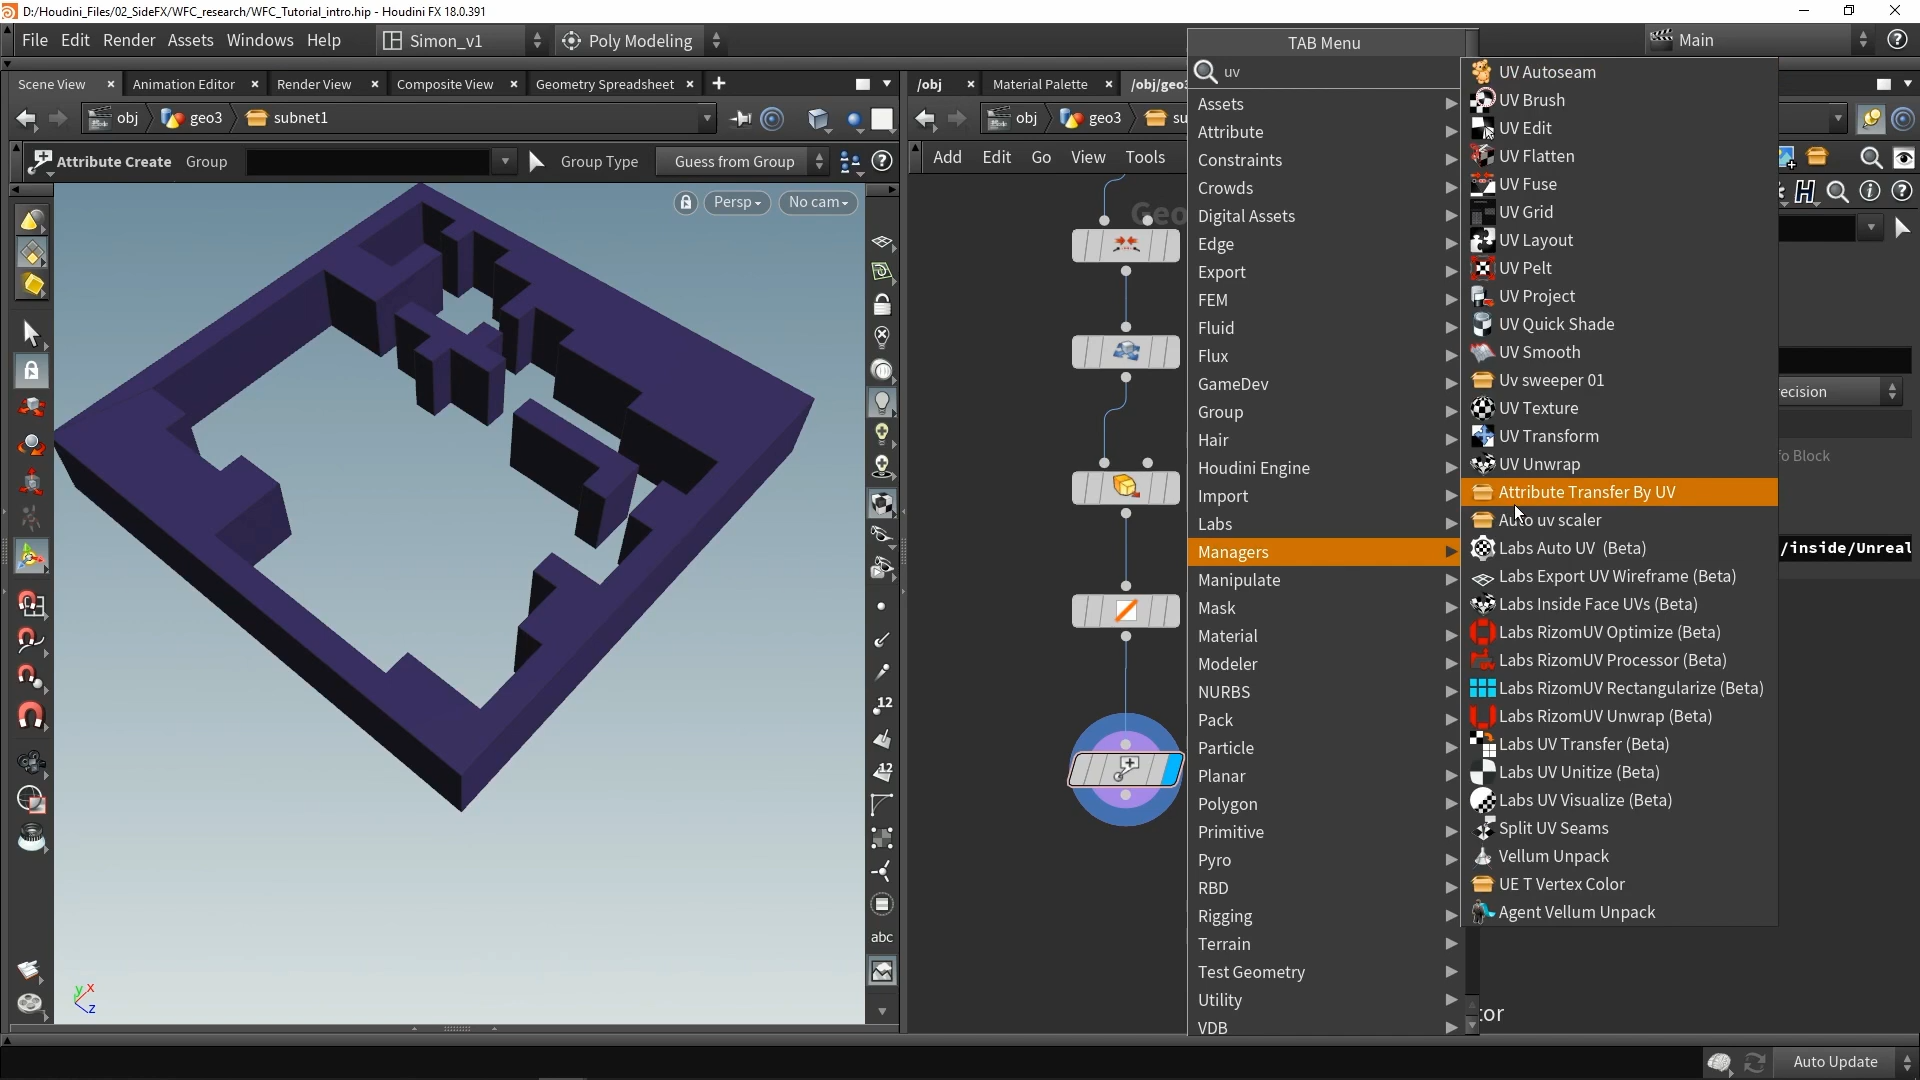 D:/Houdini_Files/02_SideFX/WFC_research/WFC_Tutorial_intro.hip - Houdini FX 18.0.391
File Edit Render Assets Windows Help
Simon_v1
Poly Modeling
Main
Scene View
Animation Editor
Render View
Composite View
Geometry Spreadsheet
/obj
Material Palette
/obj/geo3
obj
geo3
subnet1
obj
geo3
su
Attribute Create
Group
Group Type
Guess from Group
Add Edit Go View Tools
Persp
No cam
Geo
12
12
abc
y
x
z
TAB Menu
uv
Assets
Attribute
Constraints
Crowds
Digital Assets
Edge
Export
FEM
Fluid
Flux
GameDev
Group
Hair
Houdini Engine
Import
Labs
Managers
Manipulate
Mask
Material
Modeler
NURBS
Pack
Particle
Planar
Polygon
Primitive
Pyro
RBD
Rigging
Terrain
Test Geometry
Utility
VDB
UV Autoseam
UV Brush
UV Edit
UV Flatten
UV Fuse
UV Grid
UV Layout
UV Pelt
UV Project
UV Quick Shade
UV Smooth
Uv sweeper 01
UV Texture
UV Transform
UV Unwrap
Attribute Transfer By UV
Auto uv scaler
Labs Auto UV (Beta)
Labs Export UV Wireframe (Beta)
Labs Inside Face UVs (Beta)
Labs RizomUV Optimize (Beta)
Labs RizomUV Processor (Beta)
Labs RizomUV Rectangularize (Beta)
Labs RizomUV Unwrap (Beta)
Labs UV Transfer (Beta)
Labs UV Unitize (Beta)
Labs UV Visualize (Beta)
Split UV Seams
Vellum Unpack
UE T Vertex Color
Agent Vellum Unpack
ecision
fo Block
/inside/Unreal
tor
Auto Update